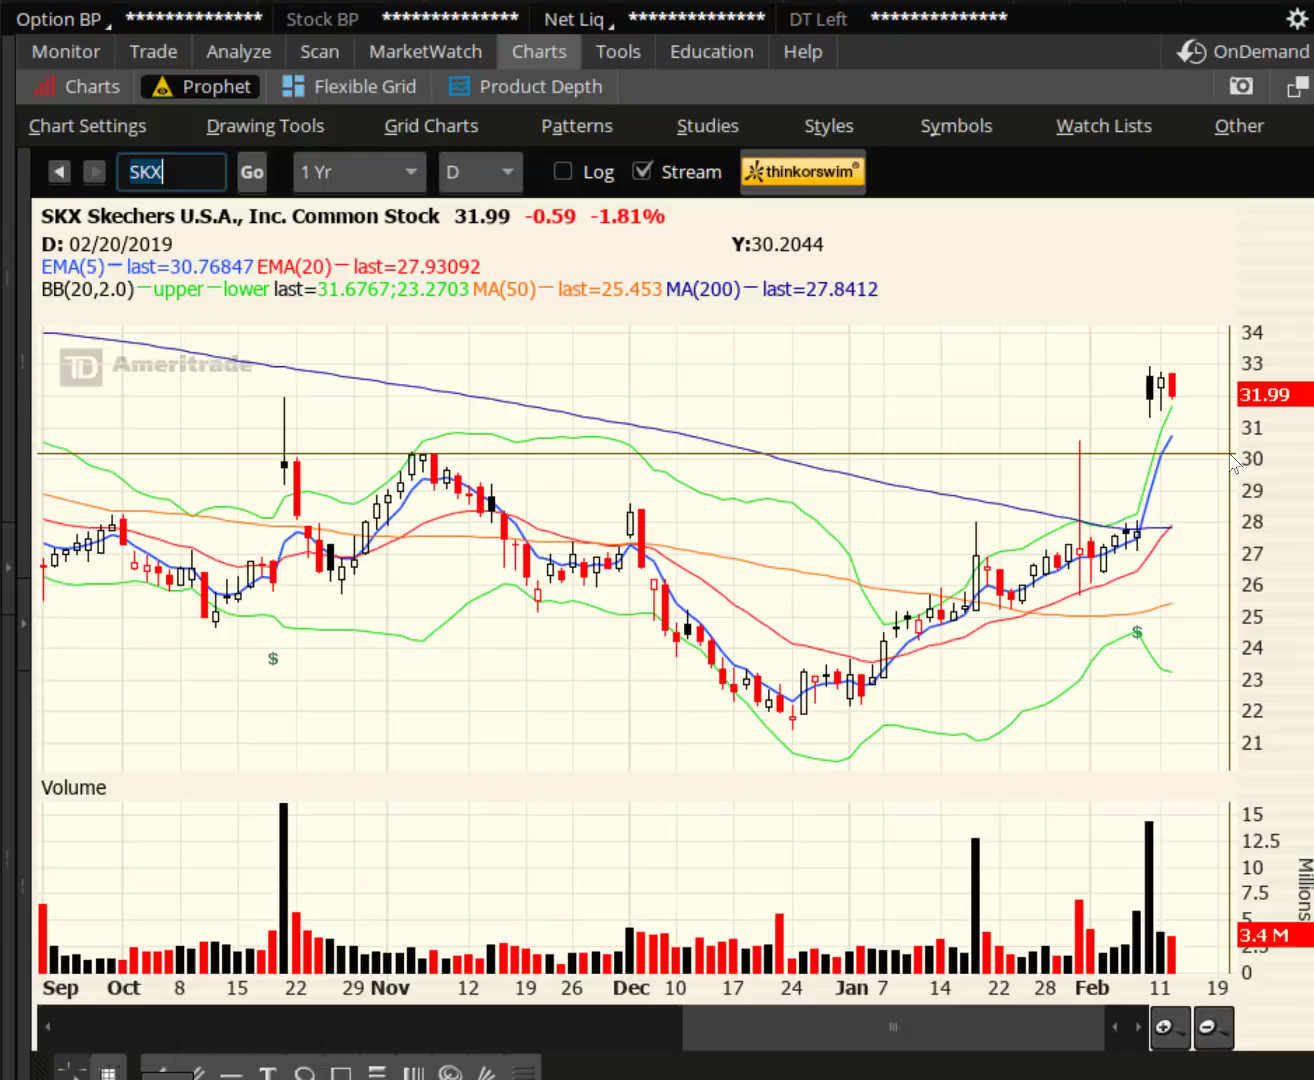 Option BP ************** Stock BP ************** Net Liq ************** DT Left **************
Monitor Trade Analyze Scan MarketWatch Charts Tools Education Help OnDemand
Charts Prophet Flexible Grid Product Depth
Chart Settings Drawing Tools Grid Charts Patterns Studies Styles Symbols Watch Lists Other
SKX Go 1 Yr D Log Stream thinkorswim®
SKX Skechers U.S.A., Inc. Common Stock 31.99 -0.59 -1.81%
D: 02/20/2019 Y:30.2044
EMA(5)—last=30.76847 EMA(20)—last=27.93092
BB(20,2.0)—upper—lower last=31.6767;23.2703 MA(50)—last=25.453 MA(200)—last=27.8412
TD Ameritrade
34
33
31.99
31
30
29
28
27
26
25
24
23
22
21
$
$
Volume
15
12.5
10
7.5
5
3.4 M
2.5
0
Millions
Sep Oct 8 15 22 29 Nov 12 19 26 Dec 10 17 24 Jan 7 14 22 28 Feb 11 19
T